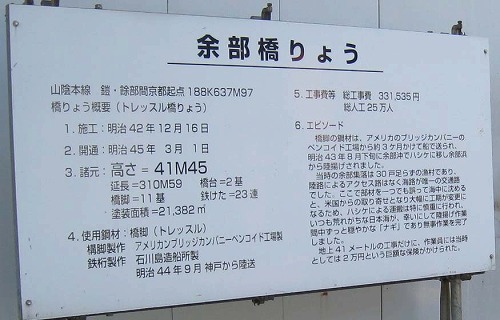 余部橋りょう
山陰本線 鎧・餘部間京都起点188K637M97
橋りょう概要(トレッスル橋りょう)
1. 施工:明治42年12月16日
2. 開通:明治45年 3月 1日
3. 諸元:高さ=41M45
延長=310M59 橋台=2基
橋脚=11基 鉄けた=23連
塗装面積=21,382㎡
4. 使用鋼材:橋脚(トレッスル)
構脚製作 アメリカンブリッジカンパニーペンコイド工場製
鉄桁製作 石川島造船所製
明治44年9月神戸から陸送
5. 工事費等 総工事費 331,535円
総人工25万人
6. エピソード
橋脚の鋼材は、アメリカのブリッジカンパニーの
ペンコイド工場から約3ケ月かけて船で送られ、
明治43年8月下旬に余部沖でハシケに移し余部浜
から陸揚げされました。
当時の余部集落は30戸足らずの漁村であり、
陸路によるアクセス路はなく海路が唯一の交通路
でした。ここで部材を一つも誤って海中に沈める
と、米国からの取り寄せとなり大幅に工期が変更に
なるため、ハシケによる運搬は特に慎重に行われ、
いつも荒れがちな日本海が、幸いにして陸揚げ作業
間中ずっと穏やかな「ナギ」であり無事作業を完了
しました。
地上41メートルの工事だけに、作業員には当時
としては2万円という巨額な保険がかけられた。